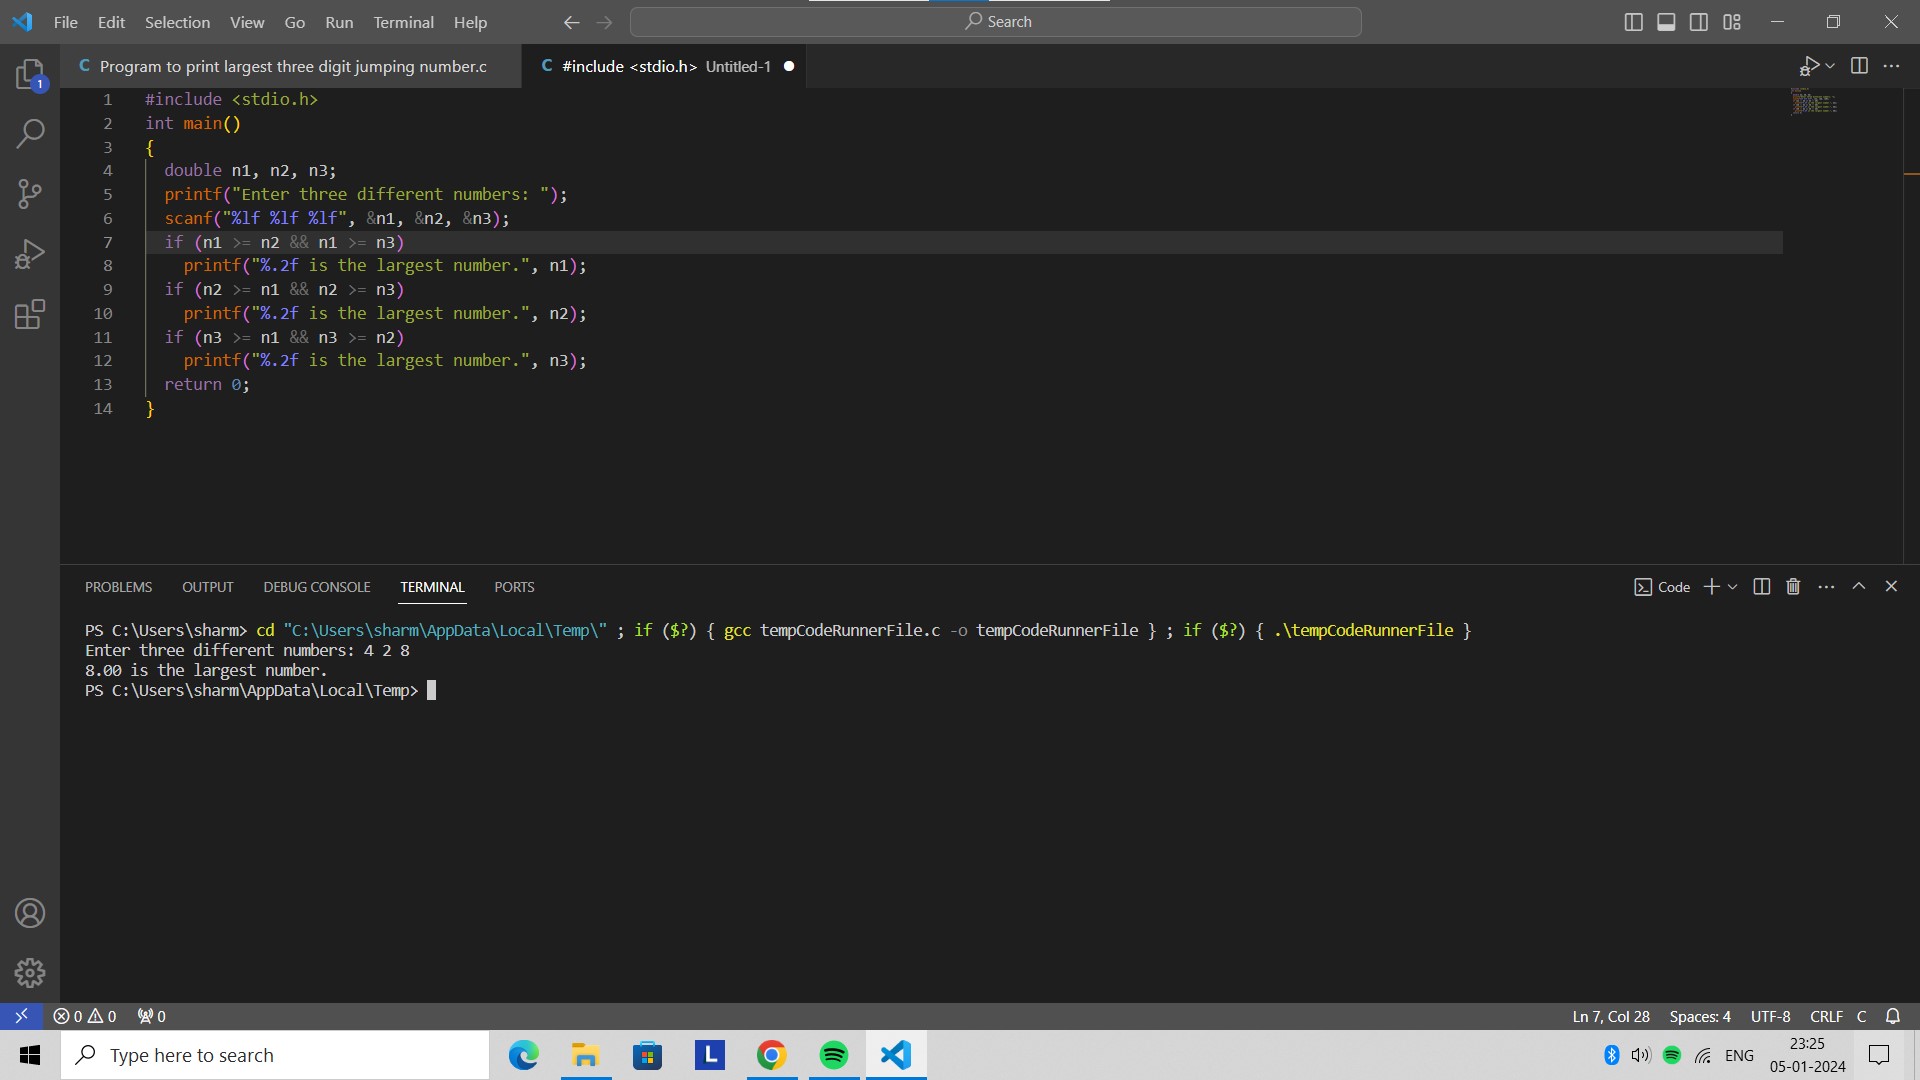 File Edit Selection View Go Run Terminal Help
Search
C Program to print largest three digit jumping number.c
C #include <stdio.h> Untitled-1
1
1 #include <stdio.h>
2 int main()
3 {
4 double n1, n2, n3;
5 printf("Enter three different numbers: ");
6 scanf("%lf %lf %lf", &n1, &n2, &n3);
7 if (n1 >= n2 && n1 >= n3)
8 printf("%.2f is the largest number.", n1);
9 if (n2 >= n1 && n2 >= n3)
10 printf("%.2f is the largest number.", n2);
11 if (n3 >= n1 && n3 >= n2)
12 printf("%.2f is the largest number.", n3);
13 return 0;
14 }
PROBLEMS OUTPUT DEBUG CONSOLE TERMINAL PORTS
Code
PS C:\Users\sharm> cd "C:\Users\sharm\AppData\Local\Temp\" ; if ($?) { gcc tempCodeRunnerFile.c -o tempCodeRunnerFile } ; if ($?) { .\tempCodeRunnerFile }
Enter three different numbers: 4 2 8
8.00 is the largest number.
PS C:\Users\sharm\AppData\Local\Temp>
0 0 0
Ln 7, Col 28 Spaces: 4 UTF-8 CRLF C
Type here to search
L
ENG
23:25
05-01-2024